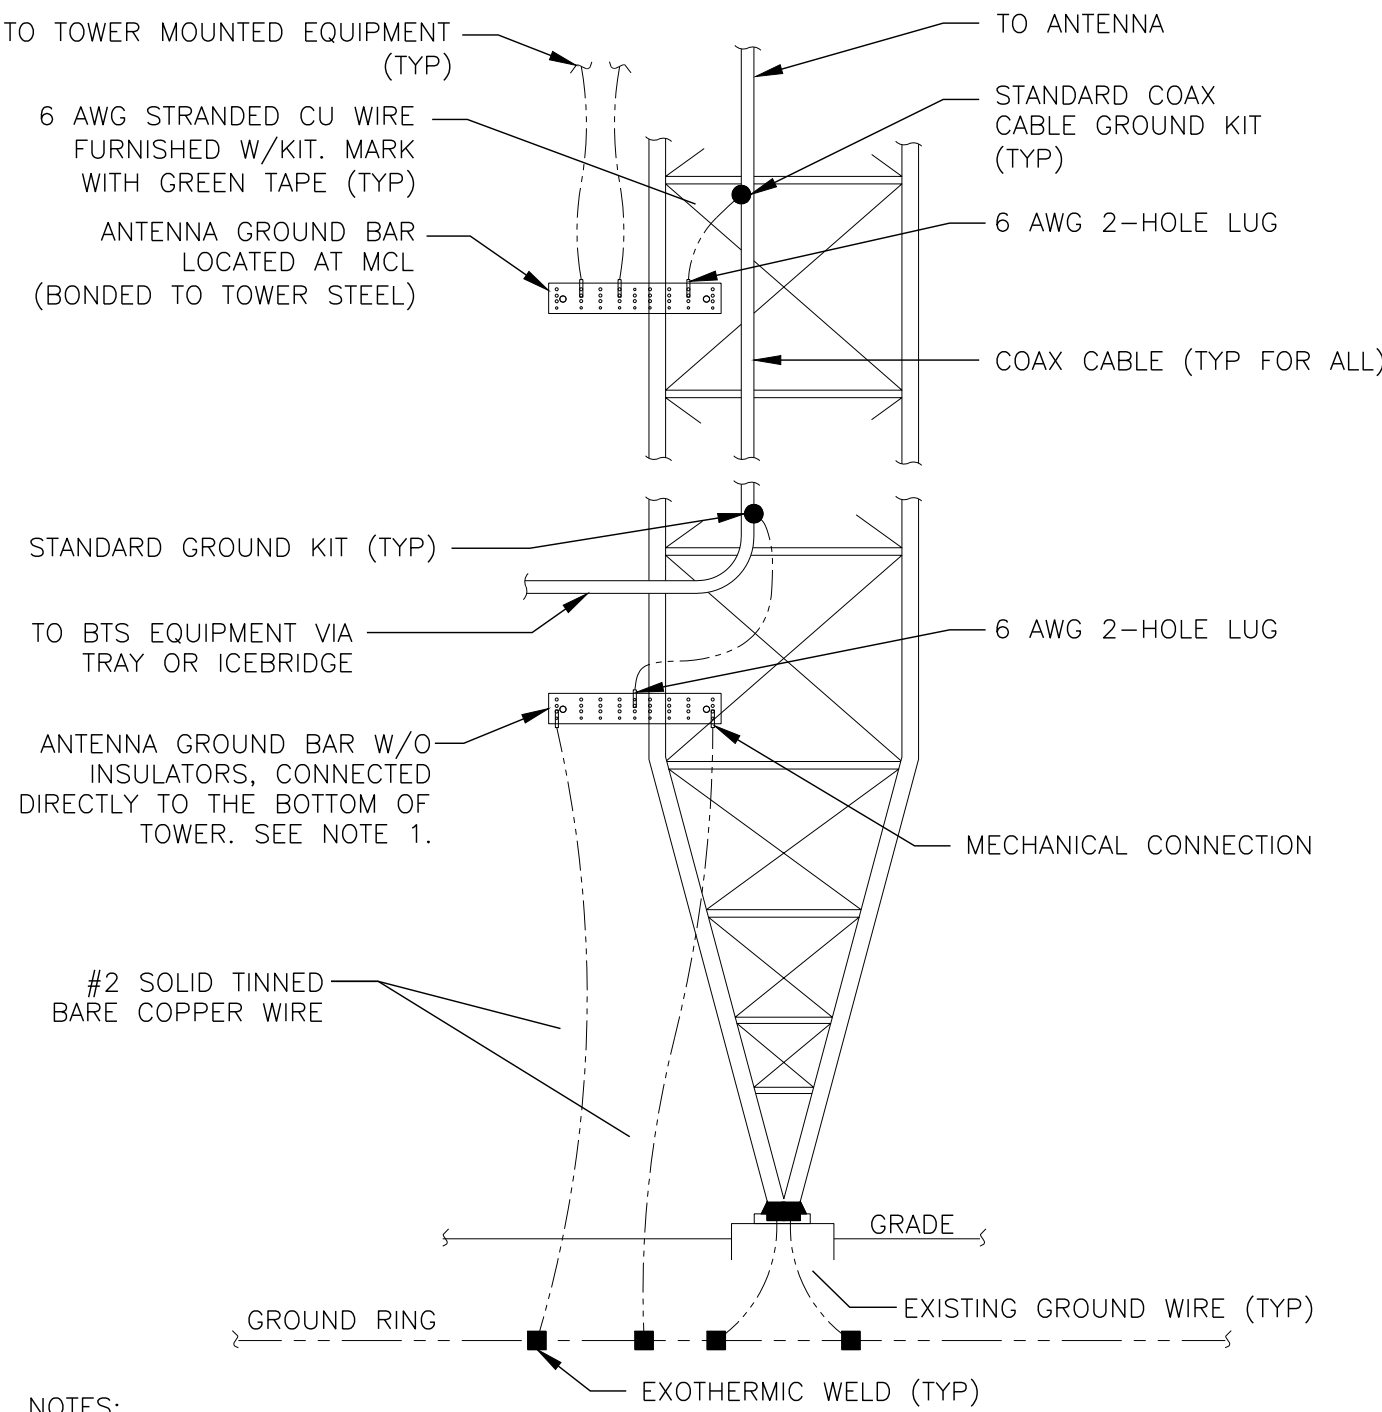 TO TOWER MOUNTED EQUIPMENT
(TYP)
6 AWG STRANDED CU WIRE
FURNISHED W/KIT. MARK
WITH GREEN TAPE (TYP)
ANTENNA GROUND BAR
LOCATED AT MCL
(BONDED TO TOWER STEEL)
TO ANTENNA
STANDARD COAX
CABLE GROUND KIT
(TYP)
6 AWG 2-HOLE LUG
COAX CABLE (TYP FOR ALL)
STANDARD GROUND KIT (TYP)
TO BTS EQUIPMENT VIA
TRAY OR ICEBRIDGE
6 AWG 2-HOLE LUG
ANTENNA GROUND BAR W/O
INSULATORS, CONNECTED
DIRECTLY TO THE BOTTOM OF
TOWER. SEE NOTE 1.
MECHANICAL CONNECTION
#2 SOLID TINNED
BARE COPPER WIRE
GRADE
GROUND RING
EXISTING GROUND WIRE (TYP)
EXOTHERMIC WELD (TYP)
NOTES: